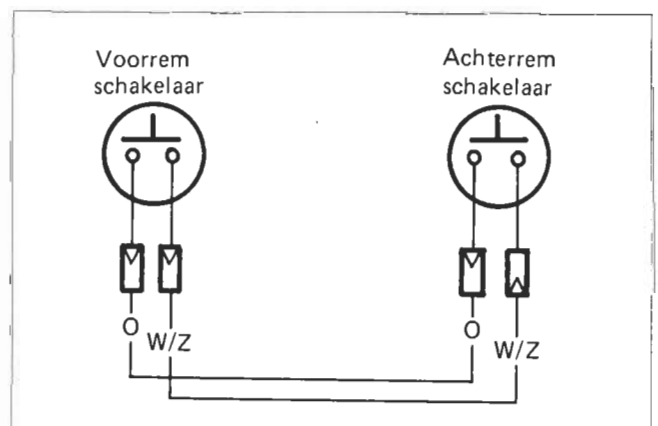 Voorrem
schakelaar
Achterrem
schakelaar
O
W/Z
O
W/Z